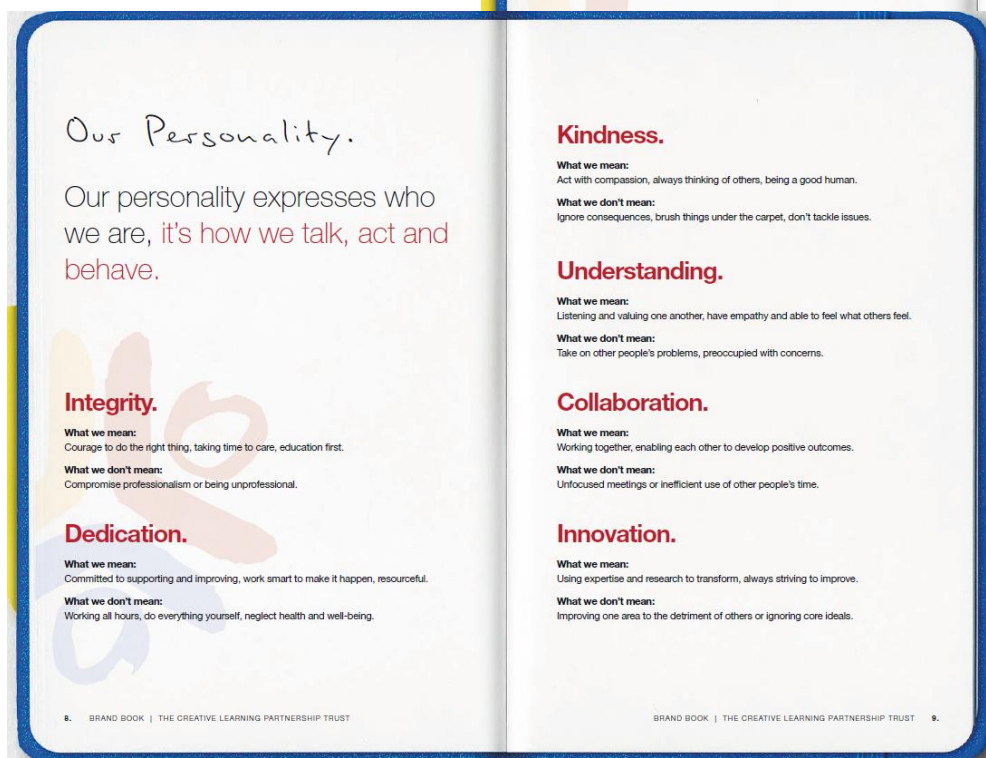 Our Personality.
Our personality expresses who
we are, it's how we talk, act and
behave.
Integrity.
What we mean:
Courage to do the right thing, taking time to care, education first.
What we don't mean:
Compromise professionalism or being unprofessional.
Dedication.
What we mean:
Committed to supporting and improving, work smart to make it happen, resourceful.
What we don't mean:
Working all hours, do everything yourself, neglect health and well-being.
8. BRAND BOOK | THE CREATIVE LEARNING PARTNERSHIP TRUST
Kindness.
What we mean:
Act with compassion, always thinking of others, being a good human.
What we don't mean:
Ignore consequences, brush things under the carpet, don't tackle issues.
Understanding.
What we mean:
Listening and valuing one another, have empathy and able to feel what others feel.
What we don't mean:
Take on other people's problems, preoccupied with concerns.
Collaboration.
What we mean:
Working together, enabling each other to develop positive outcomes.
What we don't mean:
Unfocused meetings or inefficient use of other people's time.
Innovation.
What we mean:
Using expertise and research to transform, always striving to improve.
What we don't mean:
Improving one area to the detriment of others or ignoring core ideals.
BRAND BOOK | THE CREATIVE LEARNING PARTNERSHIP TRUST 9.